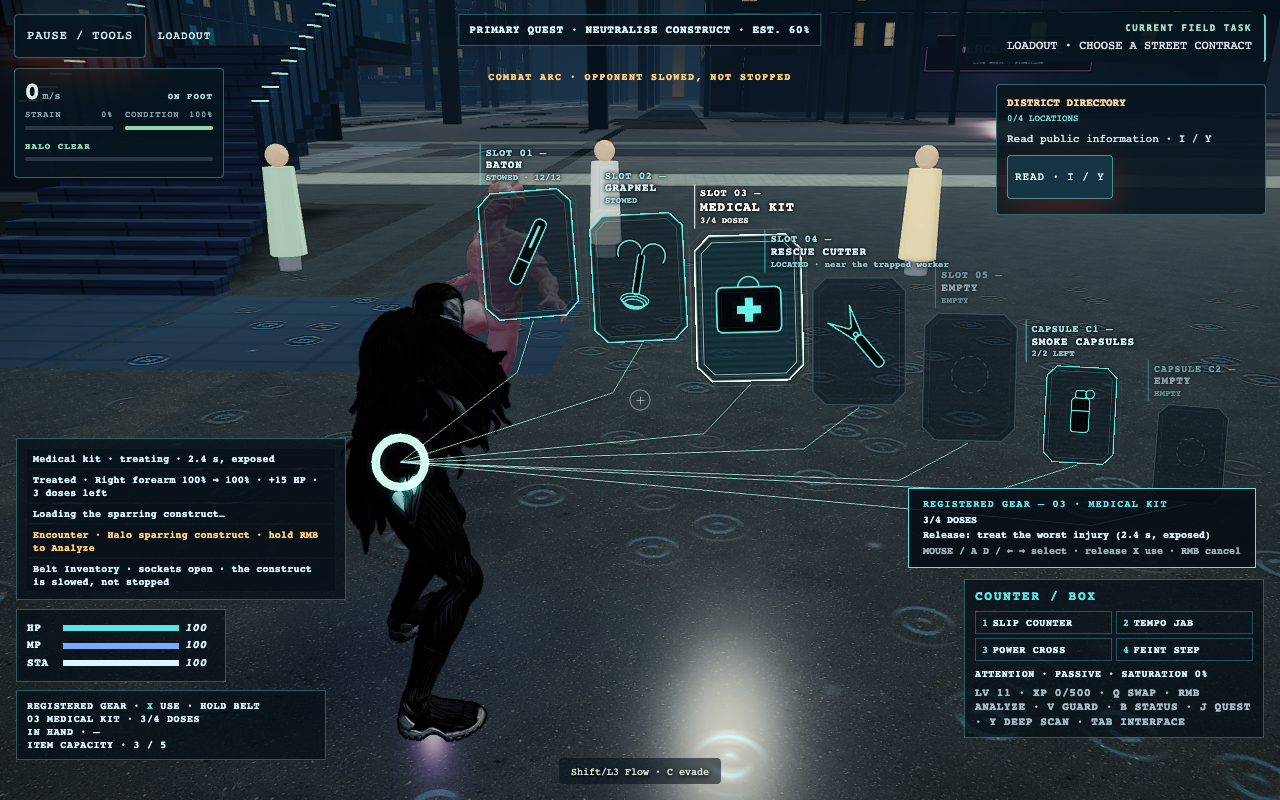 PAUSE / TOOLS
LOADOUT
PRIMARY QUEST · NEUTRALISE CONSTRUCT · EST. 60%
COMBAT ARC · OPPONENT SLOWED, NOT STOPPED
CURRENT FIELD TASK
LOADOUT · CHOOSE A STREET CONTRACT
0 m/s
ON FOOT
STRAIN 0%
CONDITION 100%
HALO CLEAR
DISTRICT DIRECTORY
0/4 LOCATIONS
Read public information · I / Y
READ · I / Y
SLOT 01 —
BATON
STOWED · 12/12
SLOT 02 —
GRAPNEL
STOWED
SLOT 03 —
MEDICAL KIT
3/4 DOSES
SLOT 04 —
RESCUE CUTTER
LOCATED · near the trapped worker
SLOT 05 —
EMPTY
EMPTY
CAPSULE C1 —
SMOKE CAPSULES
2/2 LEFT
CAPSULE C2 —
EMPTY
EMPTY
Medical kit · treating · 2.4 s, exposed
Treated · Right forearm 100% → 100% · +15 HP ·
3 doses left
Loading the sparring construct…
Encounter · Halo sparring construct · hold RMB
to Analyze
Belt Inventory · sockets open · the construct
is slowed, not stopped
HP 100
MP 100
STA 100
REGISTERED GEAR · X USE · HOLD BELT
03 MEDICAL KIT · 3/4 DOSES
IN HAND · —
ITEM CAPACITY · 3 / 5
REGISTERED GEAR — 03 · MEDICAL KIT
3/4 DOSES
Release: treat the worst injury (2.4 s, exposed)
MOUSE / A D / ← → select · release X use · RMB cancel
COUNTER / BOX
1 SLIP COUNTER
2 TEMPO JAB
3 POWER CROSS
4 FEINT STEP
ATTENTION · PASSIVE · SATURATION 0%
LV 11 · XP 0/500 · Q SWAP · RMB
ANALYZE · V GUARD · B STATUS · J QUEST
· Y DEEP SCAN · TAB INTERFACE
Shift/L3 Flow · C evade